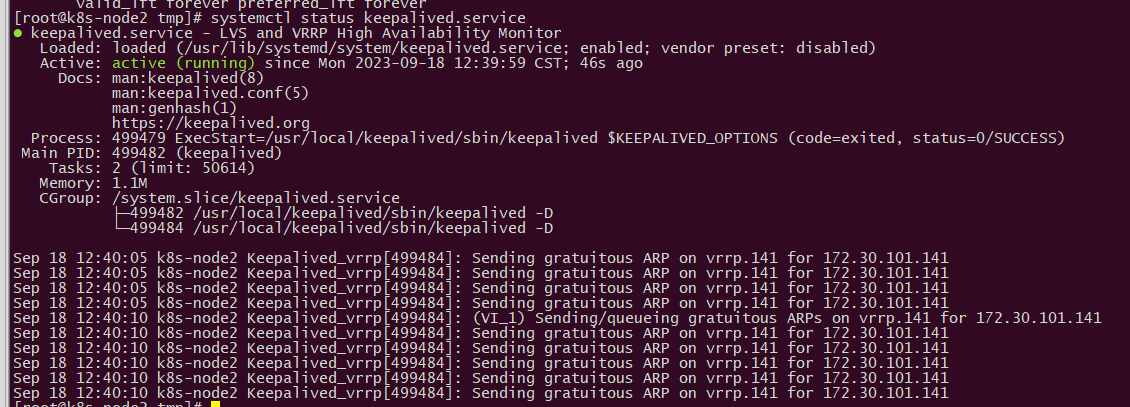 valid_lft forever preferred_lft forever
[root@k8s-node2 tmp]# systemctl status keepalived.service
● keepalived.service - LVS and VRRP High Availability Monitor
Loaded: loaded (/usr/lib/systemd/system/keepalived.service; enabled; vendor preset: disabled)
Active: active (running) since Mon 2023-09-18 12:39:59 CST; 46s ago
Docs: man:keepalived(8)
man:keepalived.conf(5)
man:genhash(1)
https://keepalived.org
Process: 499479 ExecStart=/usr/local/keepalived/sbin/keepalived $KEEPALIVED_OPTIONS (code=exited, status=0/SUCCESS)
Main PID: 499482 (keepalived)
Tasks: 2 (limit: 50614)
Memory: 1.1M
CGroup: /system.slice/keepalived.service
├─499482 /usr/local/keepalived/sbin/keepalived -D
└─499484 /usr/local/keepalived/sbin/keepalived -D
Sep 18 12:40:05 k8s-node2 Keepalived_vrrp[499484]: Sending gratuitous ARP on vrrp.141 for 172.30.101.141
Sep 18 12:40:05 k8s-node2 Keepalived_vrrp[499484]: Sending gratuitous ARP on vrrp.141 for 172.30.101.141
Sep 18 12:40:05 k8s-node2 Keepalived_vrrp[499484]: Sending gratuitous ARP on vrrp.141 for 172.30.101.141
Sep 18 12:40:05 k8s-node2 Keepalived_vrrp[499484]: Sending gratuitous ARP on vrrp.141 for 172.30.101.141
Sep 18 12:40:10 k8s-node2 Keepalived_vrrp[499484]: (VI_1) Sending/queueing gratuitous ARPs on vrrp.141 for 172.30.101.141
Sep 18 12:40:10 k8s-node2 Keepalived_vrrp[499484]: Sending gratuitous ARP on vrrp.141 for 172.30.101.141
Sep 18 12:40:10 k8s-node2 Keepalived_vrrp[499484]: Sending gratuitous ARP on vrrp.141 for 172.30.101.141
Sep 18 12:40:10 k8s-node2 Keepalived_vrrp[499484]: Sending gratuitous ARP on vrrp.141 for 172.30.101.141
Sep 18 12:40:10 k8s-node2 Keepalived_vrrp[499484]: Sending gratuitous ARP on vrrp.141 for 172.30.101.141
Sep 18 12:40:10 k8s-node2 Keepalived_vrrp[499484]: Sending gratuitous ARP on vrrp.141 for 172.30.101.141
[root@k8s-node2 tmp]#